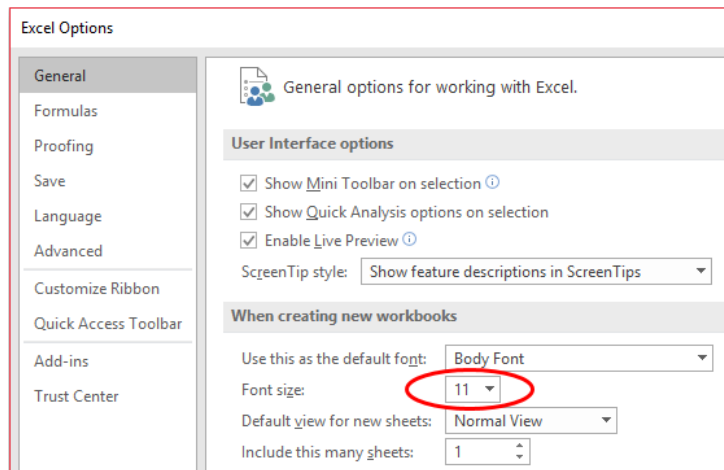 Excel Options
General
Formulas
Proofing
Save
Language
Advanced
Customize Ribbon
Quick Access Toolbar
Add-ins
Trust Center
General options for working with Excel.
User Interface options
Show Mini Toolbar on selection
Show Quick Analysis options on selection
Enable Live Preview
ScreenTip style: Show feature descriptions in ScreenTips
When creating new workbooks
Use this as the default font: Body Font
Font size: 11
Default view for new sheets: Normal View
Include this many sheets: 1